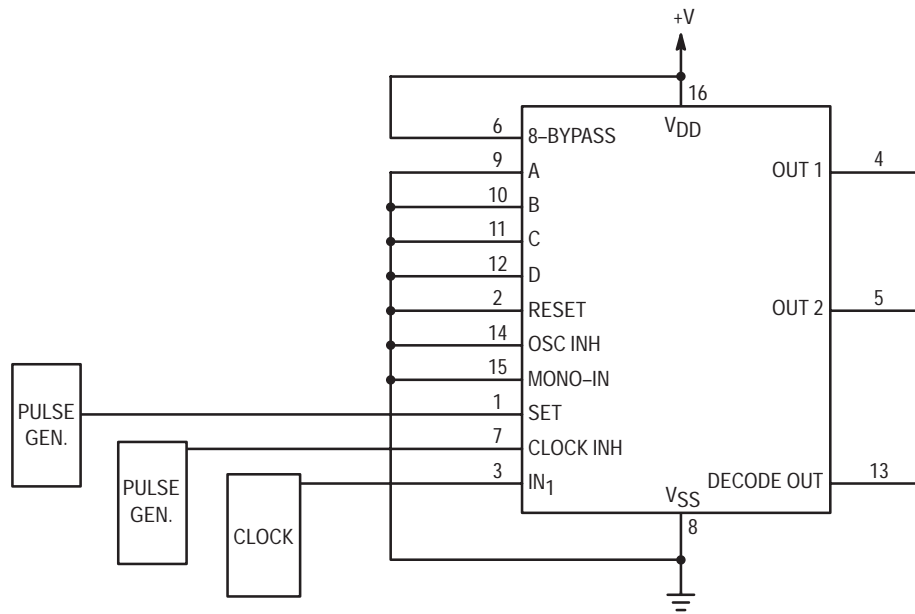 +V
16
6
8–BYPASS
VDD
9
A
OUT 1
4
10
B
11
C
12
D
2
RESET
OUT 2
5
14
OSC INH
15
MONO–IN
PULSE
GEN.
1
SET
7
CLOCK INH
PULSE
GEN.
3
IN1
DECODE OUT
13
VSS
8
CLOCK